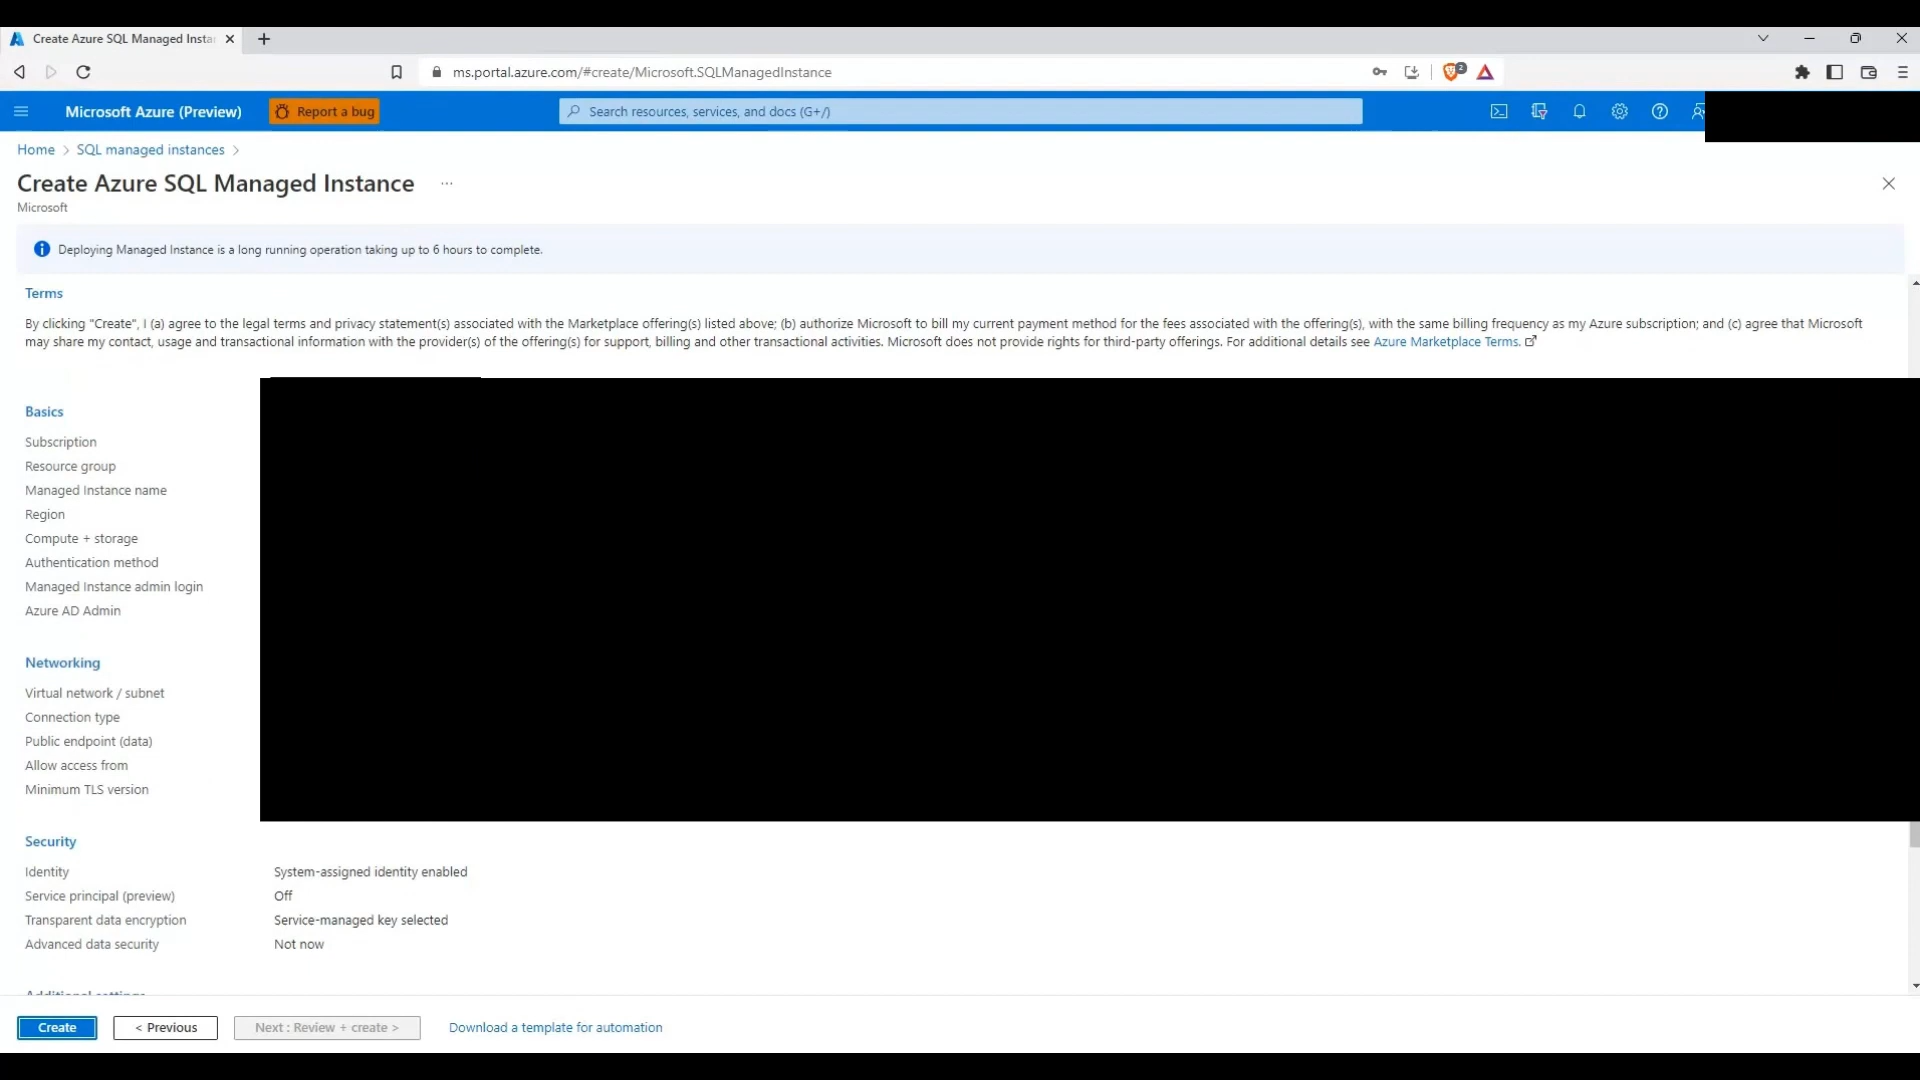 Create Azure SQL Managed Insta
ms.portal.azure.com/#create/Microsoft.SQLManagedInstance
2
Microsoft Azure (Preview)
Report a bug
Search resources, services, and docs (G+/)
Home > SQL managed instances >
Create Azure SQL Managed Instance ...
Microsoft
Deploying Managed Instance is a long running operation taking up to 6 hours to complete.
Terms
By clicking "Create", I (a) agree to the legal terms and privacy statement(s) associated with the Marketplace offering(s) listed above; (b) authorize Microsoft to bill my current payment method for the fees associated with the offering(s), with the same billing frequency as my Azure subscription; and (c) agree that Microsoft
may share my contact, usage and transactional information with the provider(s) of the offering(s) for support, billing and other transactional activities. Microsoft does not provide rights for third-party offerings. For additional details see Azure Marketplace Terms.
Basics
Subscription
Resource group
Managed Instance name
Region
Compute + storage
Authentication method
Managed Instance admin login
Azure AD Admin
Networking
Virtual network / subnet
Connection type
Public endpoint (data)
Allow access from
Minimum TLS version
Security
Identity System-assigned identity enabled
Service principal (preview) Off
Transparent data encryption Service-managed key selected
Advanced data security Not now
Additional settings
Create
< Previous
Next : Review + create >
Download a template for automation